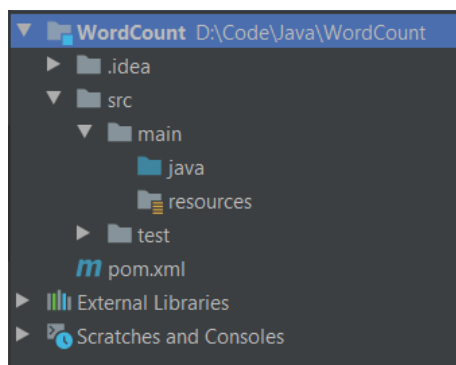 WordCount D:\Code\Java\WordCount
.idea
src
main
java
resources
test
pom.xml
External Libraries
Scratches and Consoles